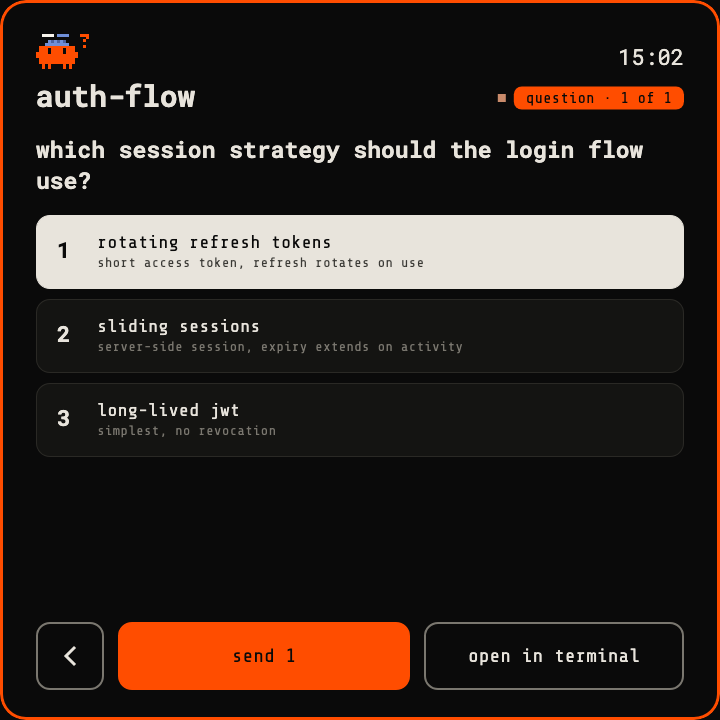 15:02
auth-flow
question · 1 of 1
which session strategy should the login flow
use?
1
rotating refresh tokens
short access token, refresh rotates on use
2
sliding sessions
server-side session, expiry extends on activity
3
long-lived jwt
simplest, no revocation
send 1
open in terminal